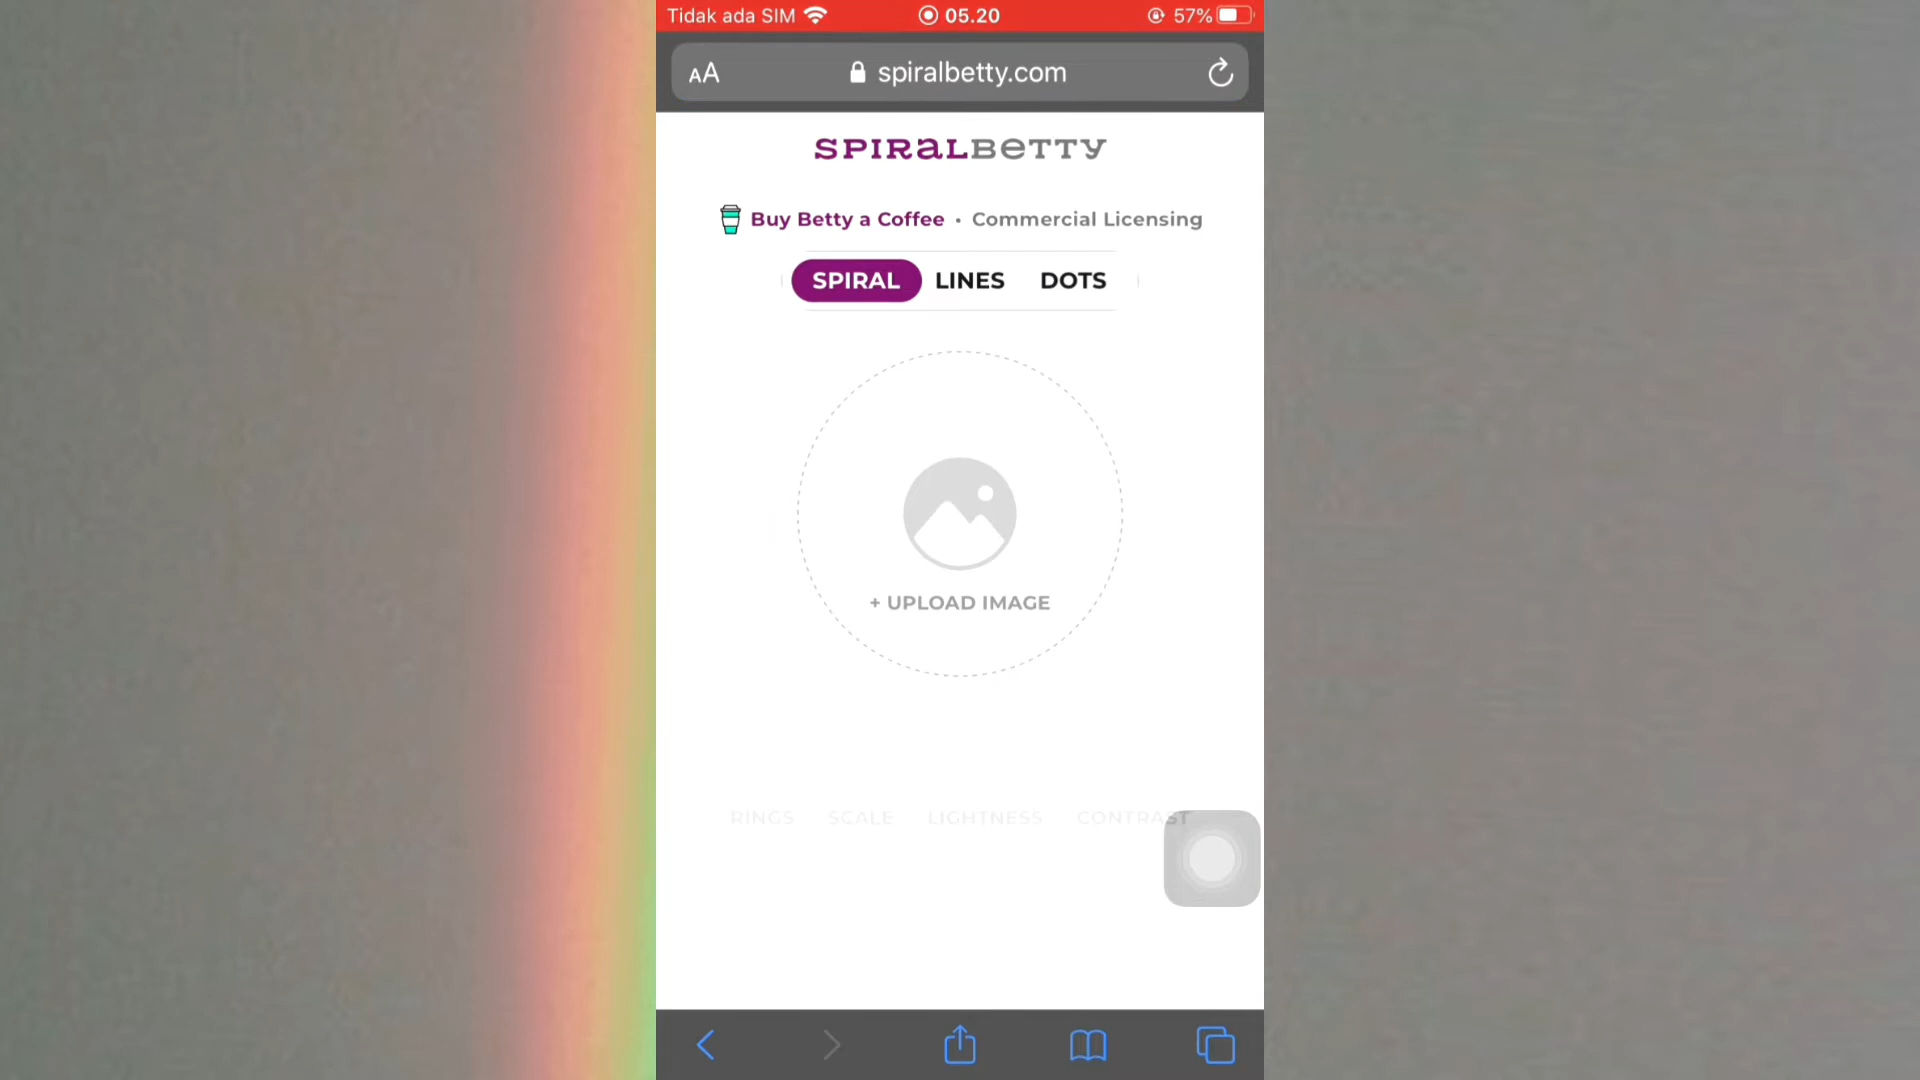 Tidak ada SIM 05.20 57%
AA spiralbetty.com
SPIRALBETTY
Buy Betty a Coffee • Commercial Licensing
SPIRAL LINES DOTS
+ UPLOAD IMAGE
RINGS SCALE LIGHTNESS CONTRAST